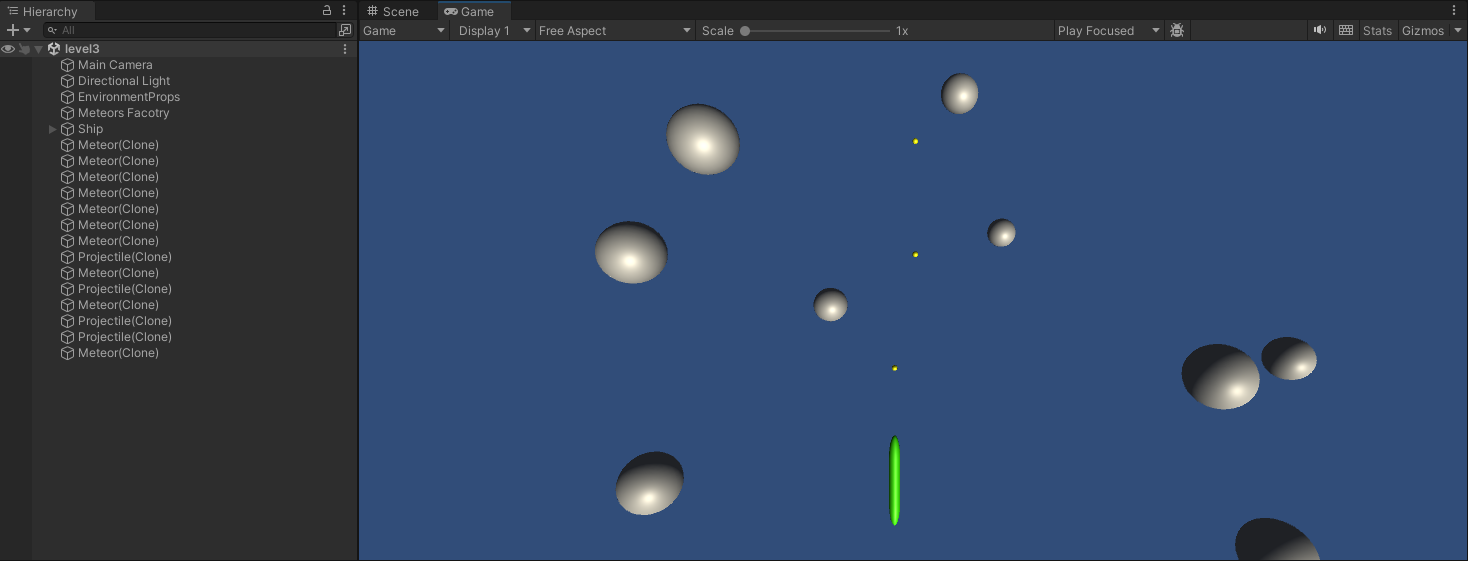 Hierarchy
All
level3
Main Camera
Directional Light
EnvironmentProps
Meteors Facotry
Ship
Meteor(Clone)
Meteor(Clone)
Meteor(Clone)
Meteor(Clone)
Meteor(Clone)
Meteor(Clone)
Meteor(Clone)
Projectile(Clone)
Meteor(Clone)
Projectile(Clone)
Meteor(Clone)
Projectile(Clone)
Projectile(Clone)
Meteor(Clone)
Scene Game
Game Display 1 Free Aspect Scale 1x Play Focused Stats Gizmos